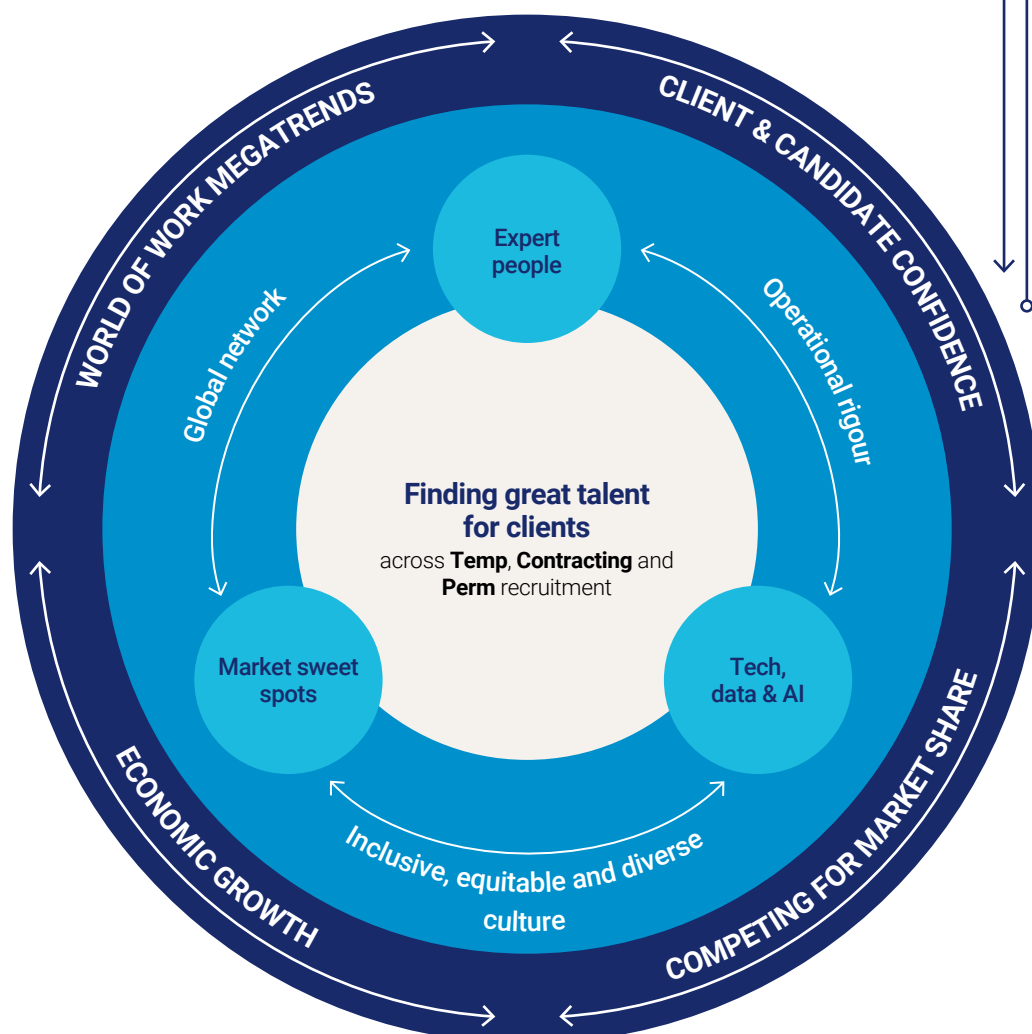 WORLD OF WORK MEGATRENDS
CLIENT & CANDIDATE CONFIDENCE
Expert
people
Global network
Operational rigour
Finding great talent
for clients
across Temp, Contracting and
Perm recruitment
Market sweet
spots
Tech,
data & AI
Inclusive, equitable and diverse
culture
ECONOMIC GROWTH
COMPETING FOR MARKET SHARE